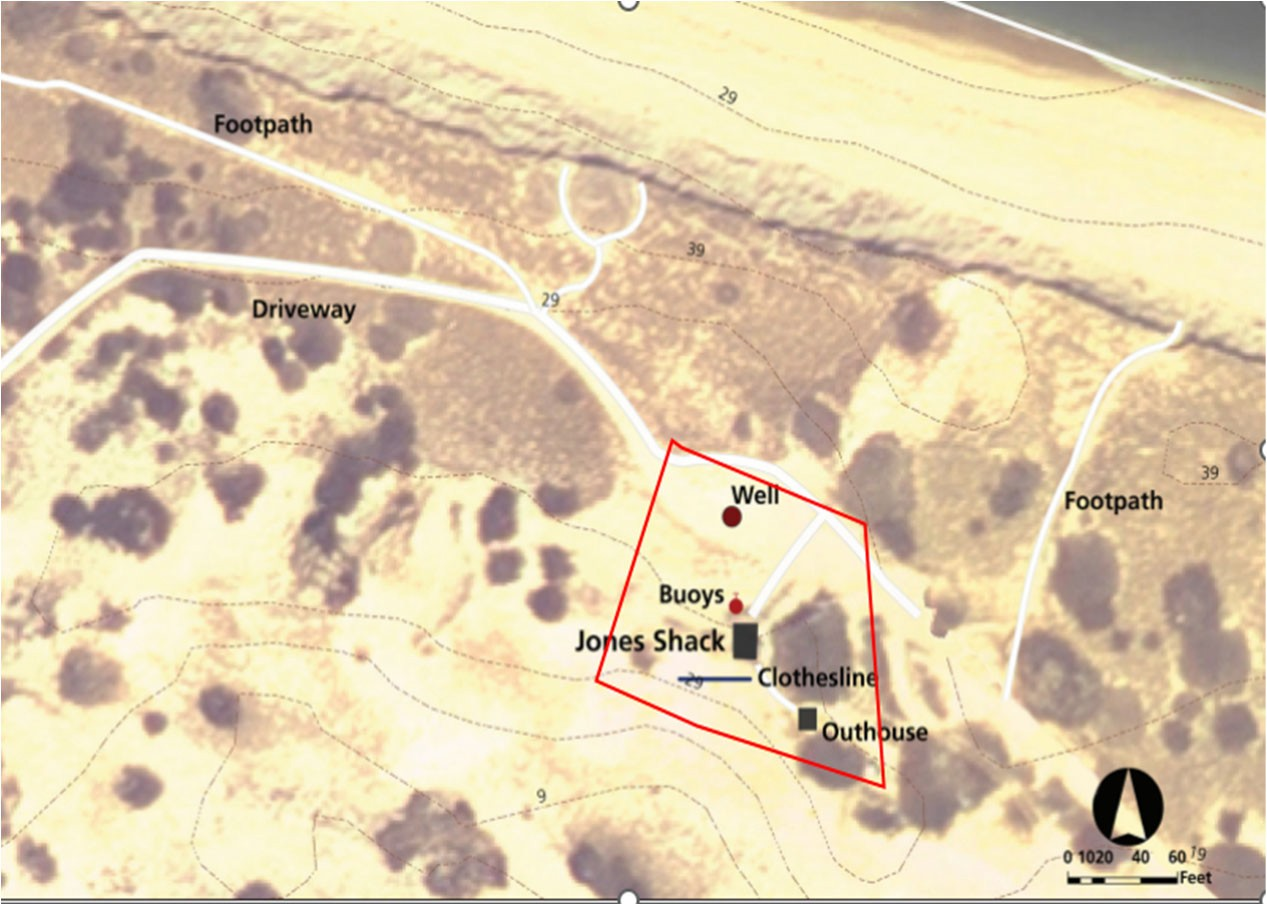 29
Footpath
39
29
Driveway
39
Well
Footpath
Buoys
Jones Shack
29
Clothesline
Outhouse
9
19
0 1020 40 60
Feet